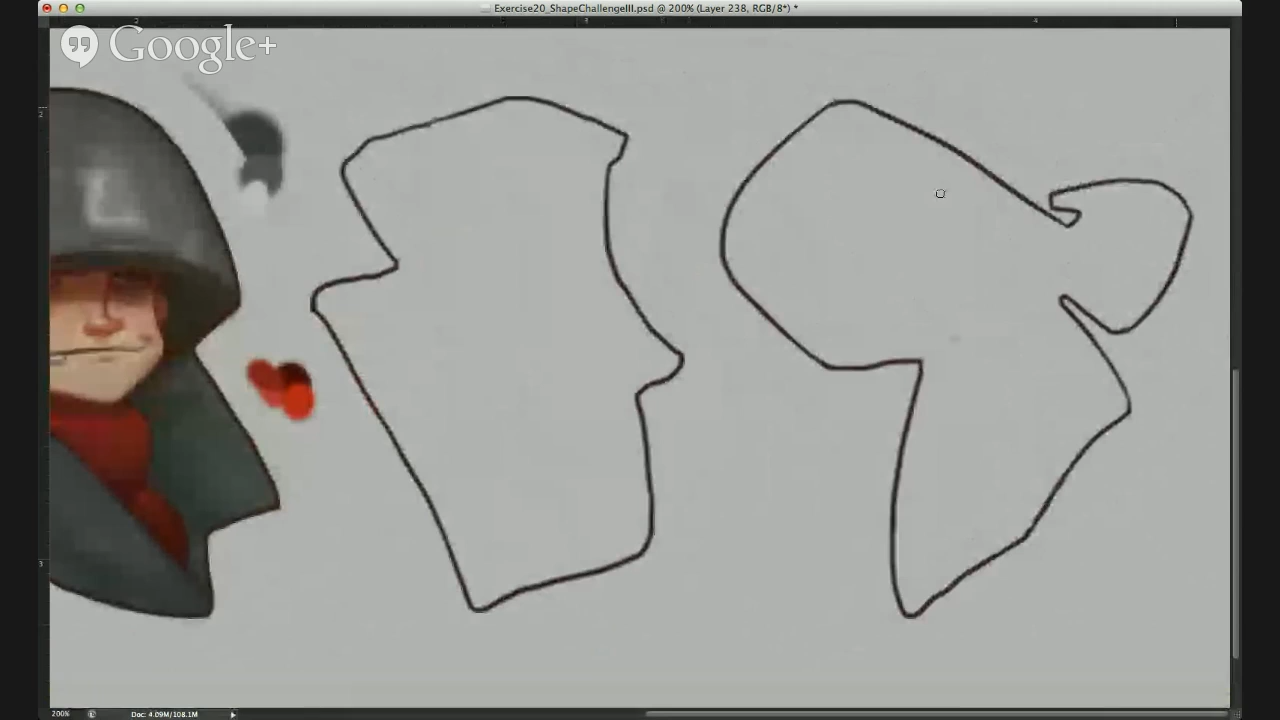 Exercise20_ShapeChallengeIII.psd @ 200% (Layer 238, RGB/8*) *
Google+
L
200%
Doc: 4.09M/108.1M